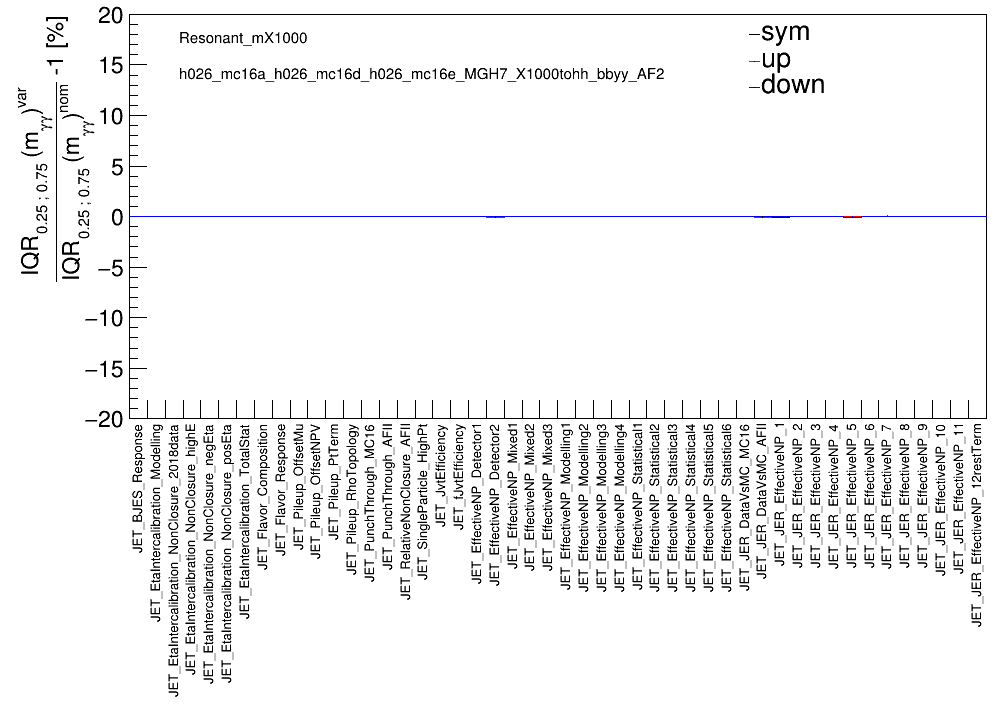 IQR0.25 ; 0.75 (mγγ)var
IQR0.25 ; 0.75 (mγγ)nom
-1 [%]
20
15
10
5
0
−5
−10
−15
−20
Resonant_mX1000
h026_mc16a_h026_mc16d_h026_mc16e_MGH7_X1000tohh_bbyy_AF2
sym
up
down
JET_BJES_Response
JET_EtaIntercalibration_Modelling
JET_EtaIntercalibration_NonClosure_2018data
JET_EtaIntercalibration_NonClosure_highE
JET_EtaIntercalibration_NonClosure_negEta
JET_EtaIntercalibration_NonClosure_posEta
JET_EtaIntercalibration_TotalStat
JET_Flavor_Composition
JET_Flavor_Response
JET_Pileup_OffsetMu
JET_Pileup_OffsetNPV
JET_Pileup_PtTerm
JET_Pileup_RhoTopology
JET_PunchThrough_MC16
JET_PunchThrough_AFII
JET_RelativeNonClosure_AFII
JET_SingleParticle_HighPt
JET_JvtEfficiency
JET_fJvtEfficiency
JET_EffectiveNP_Detector1
JET_EffectiveNP_Detector2
JET_EffectiveNP_Mixed1
JET_EffectiveNP_Mixed2
JET_EffectiveNP_Mixed3
JET_EffectiveNP_Modelling1
JET_EffectiveNP_Modelling2
JET_EffectiveNP_Modelling3
JET_EffectiveNP_Modelling4
JET_EffectiveNP_Statistical1
JET_EffectiveNP_Statistical2
JET_EffectiveNP_Statistical3
JET_EffectiveNP_Statistical4
JET_EffectiveNP_Statistical5
JET_EffectiveNP_Statistical6
JET_JER_DataVsMC_MC16
JET_JER_DataVsMC_AFII
JET_JER_EffectiveNP_1
JET_JER_EffectiveNP_2
JET_JER_EffectiveNP_3
JET_JER_EffectiveNP_4
JET_JER_EffectiveNP_5
JET_JER_EffectiveNP_6
JET_JER_EffectiveNP_7
JET_JER_EffectiveNP_8
JET_JER_EffectiveNP_9
JET_JER_EffectiveNP_10
JET_JER_EffectiveNP_11
JET_JER_EffectiveNP_12restTerm